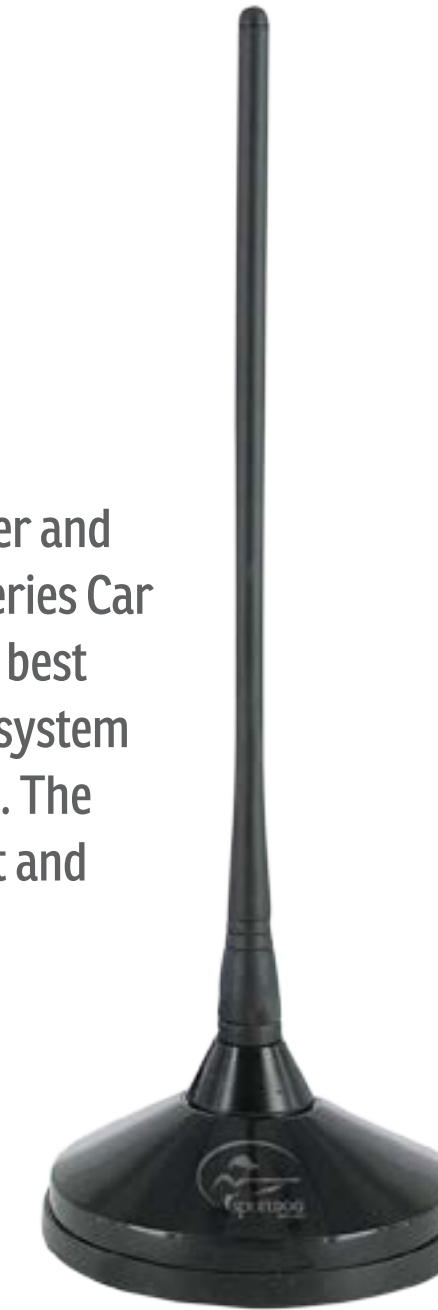 er and
eries Car
best
system
. The
t and
sportdog